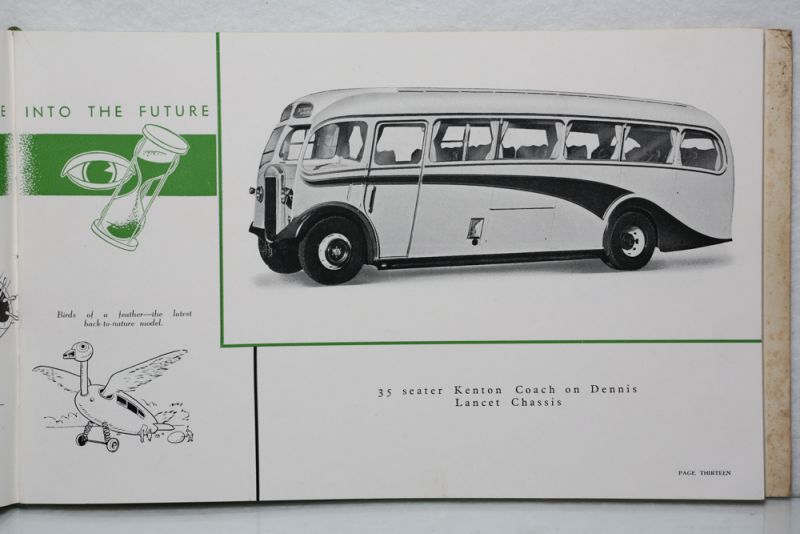 E INTO THE FUTURE
Birds of a feather—the latest
back-to-nature model.
35 seater Kenton Coach on Dennis
Lancet Chassis
PAGE THIRTEEN